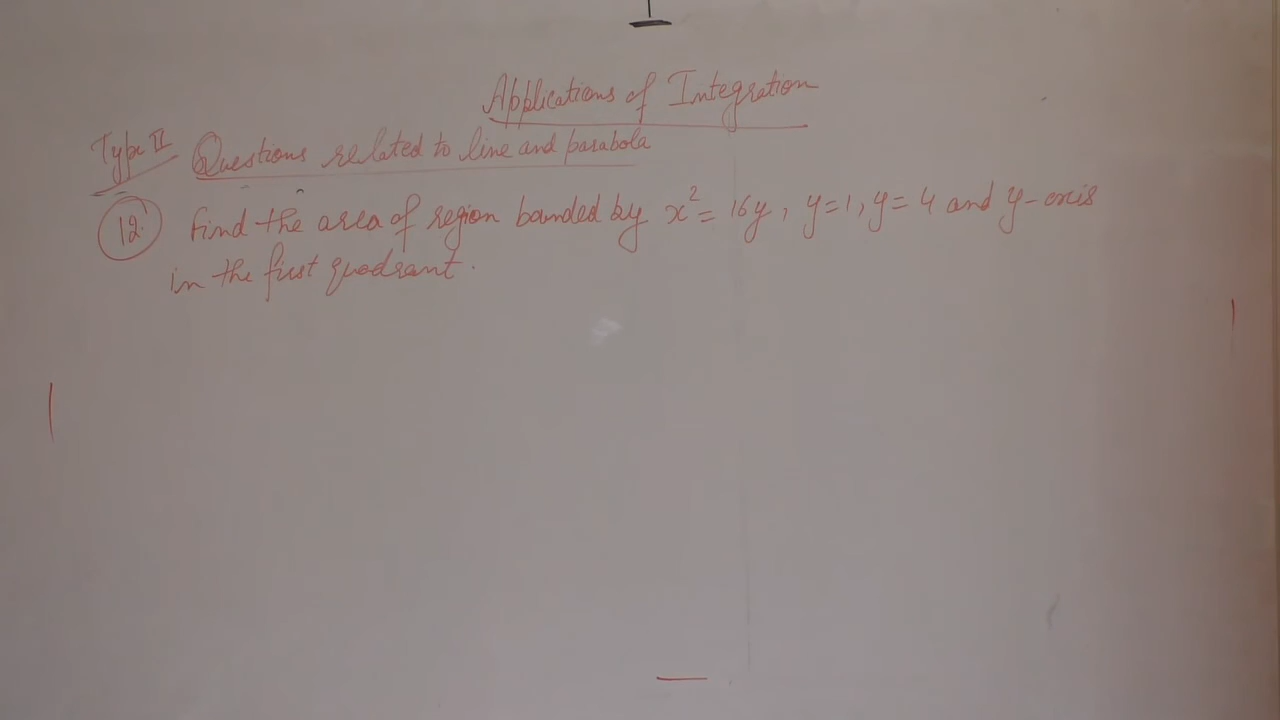 Applications of Integration
Type II Questions related to line and parabola
12. Find the area of region bounded by x² = 16y, y=1, y=4 and y-axis
in the first quadrant.